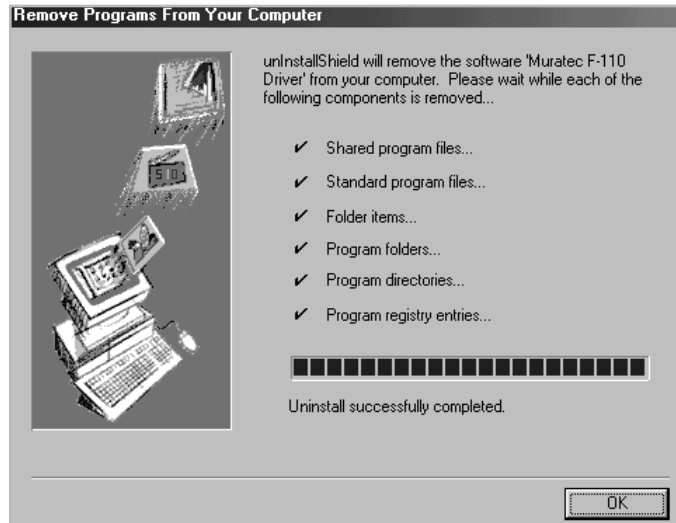 Remove Programs From Your Computer
unInstallShield will remove the software 'Muratec F-110
Driver' from your computer. Please wait while each of the
following components is removed...
✔ Shared program files...
✔ Standard program files...
✔ Folder items...
✔ Program folders...
✔ Program directories...
✔ Program registry entries...
Uninstall successfully completed.
OK